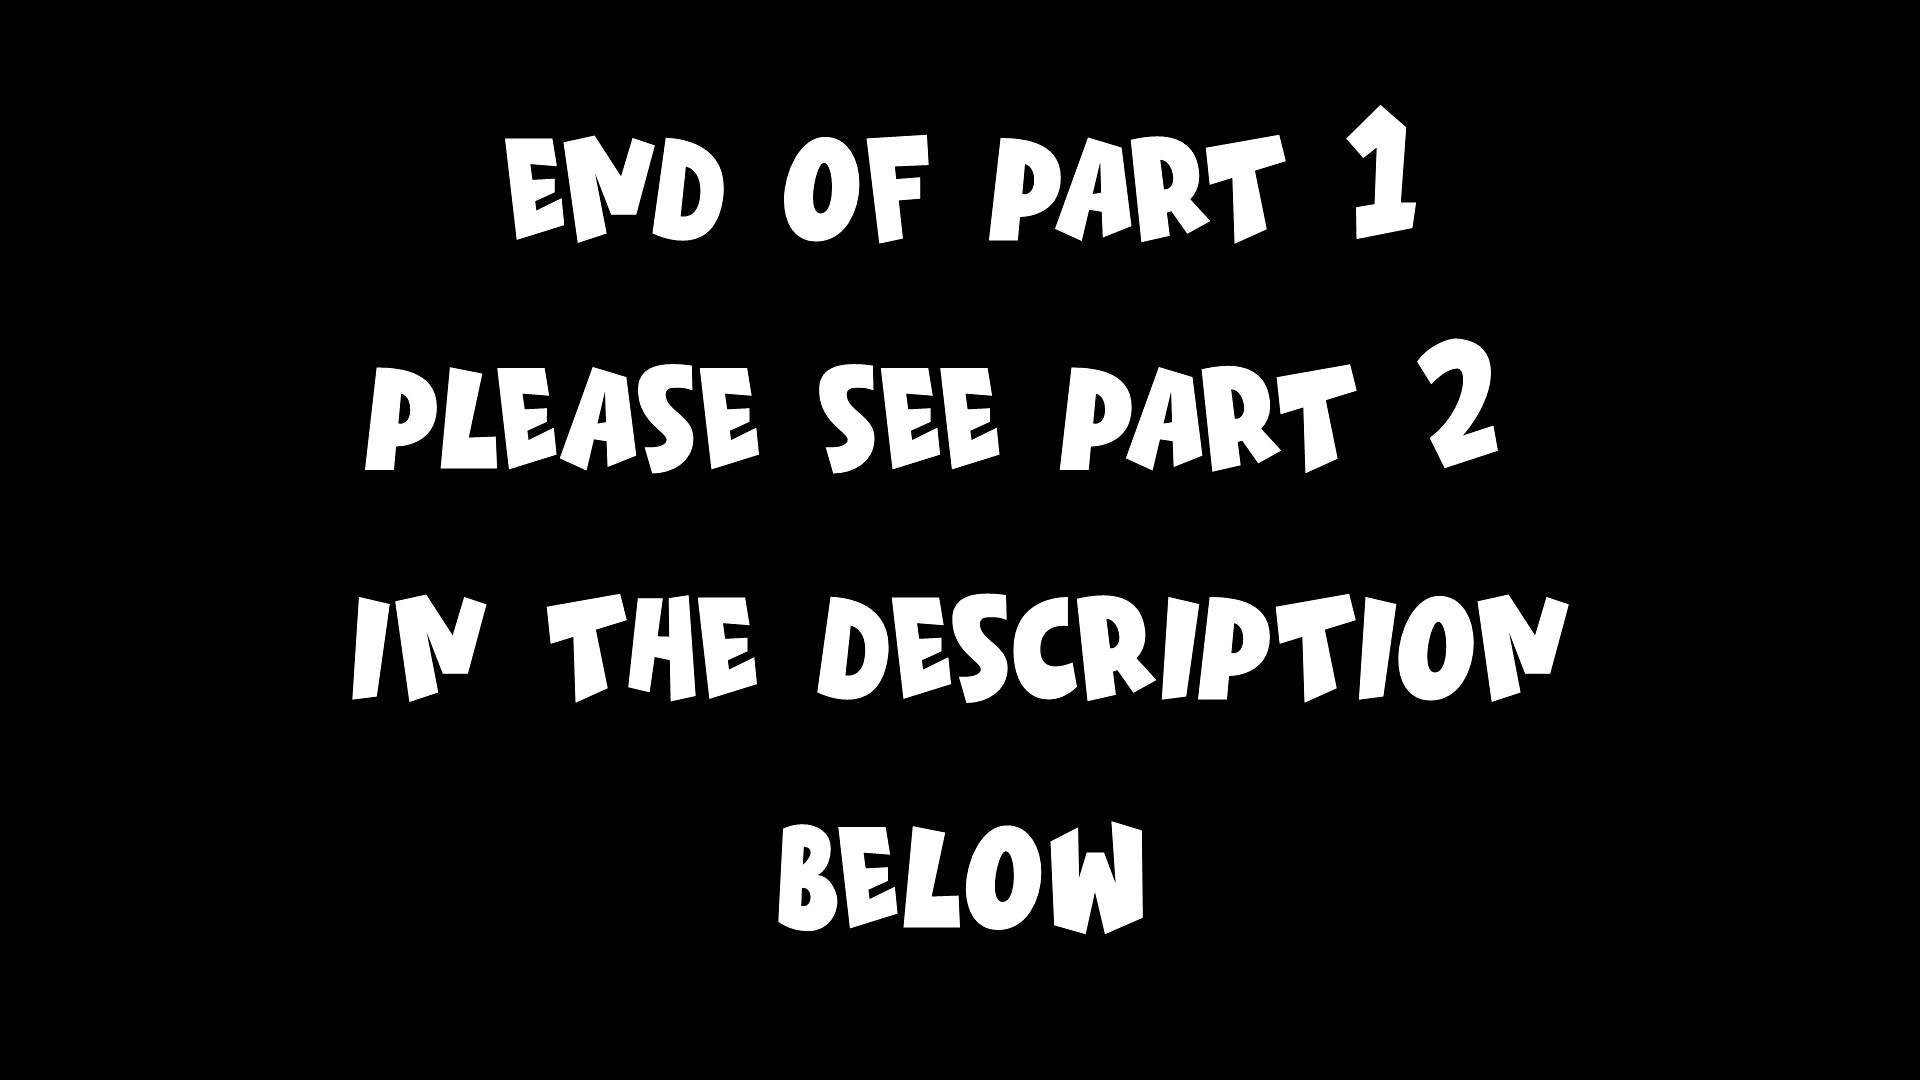 END OF PART 1
PLEASE SEE PART 2
IN THE DESCRIPTION
BELOW